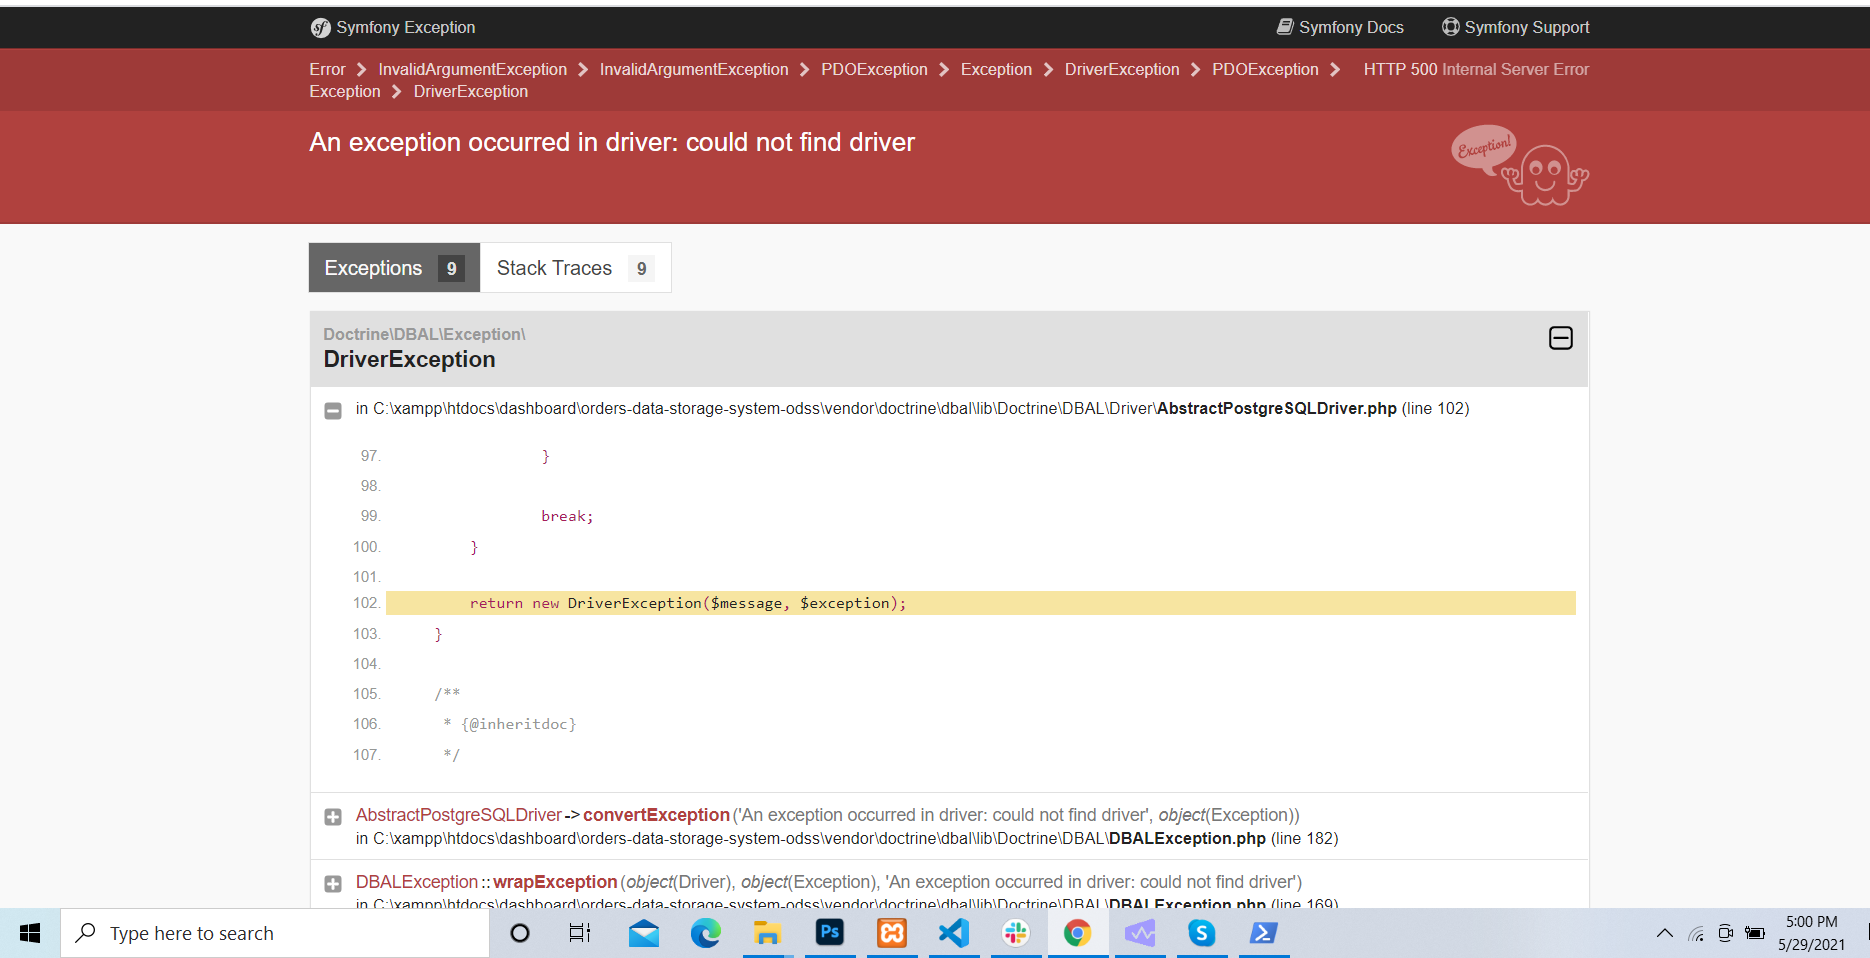 Symfony Exception
Symfony Docs
Symfony Support
Error InvalidArgumentException InvalidArgumentException PDOException Exception DriverException PDOException
Exception DriverException
HTTP 500 Internal Server Error
An exception occurred in driver: could not find driver
Exception!
Exceptions 9
Stack Traces 9
Doctrine\DBAL\Exception\
DriverException
in C:\xampp\htdocs\dashboard\orders-data-storage-system-odss\vendor\doctrine\dbal\lib\Doctrine\DBAL\Driver\AbstractPostgreSQLDriver.php (line 102)
97. }
98.
99. break;
100. }
101.
102. return new DriverException($message, $exception);
103. }
104.
105. /**
106. * {@inheritdoc}
107. */
AbstractPostgreSQLDriver->convertException('An exception occurred in driver: could not find driver', object(Exception))
in C:\xampp\htdocs\dashboard\orders-data-storage-system-odss\vendor\doctrine\dbal\lib\Doctrine\DBAL\DBALException.php (line 182)
DBALException::wrapException(object(Driver), object(Exception), 'An exception occurred in driver: could not find driver')
in C:\xampp\htdocs\dashboard\orders-data-storage-system-odss\vendor\doctrine\dbal\lib\Doctrine\DBAL\DBALException.php (line 169)
Type here to search
Ps
S
5:00 PM
5/29/2021